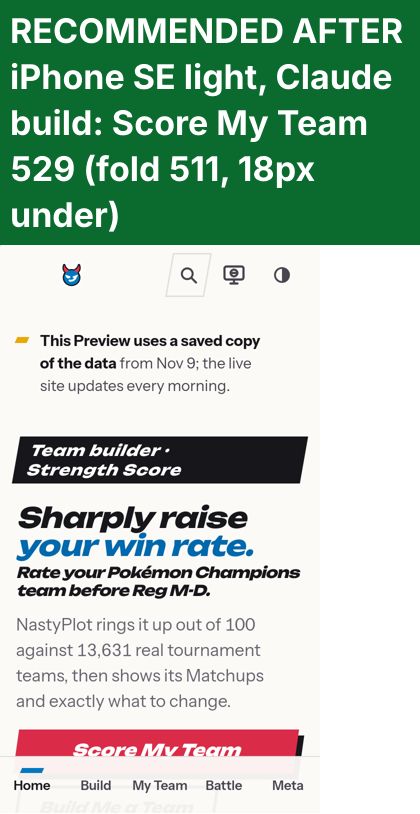 RECOMMENDED AFTER
iPhone SE light, Claude
build: Score My Team
529 (fold 511, 18px
under)
This Preview uses a saved copy
of the data from Nov 9; the live
site updates every morning.
Team builder ·
Strength Score
Sharply raise
your win rate.
Rate your Pokémon Champions
team before Reg M-D.
NastyPlot rings it up out of 100
against 13,631 real tournament
teams, then shows its Matchups
and exactly what to change.
Score My Team
Home Build My Team Battle Meta
Build Me a Team